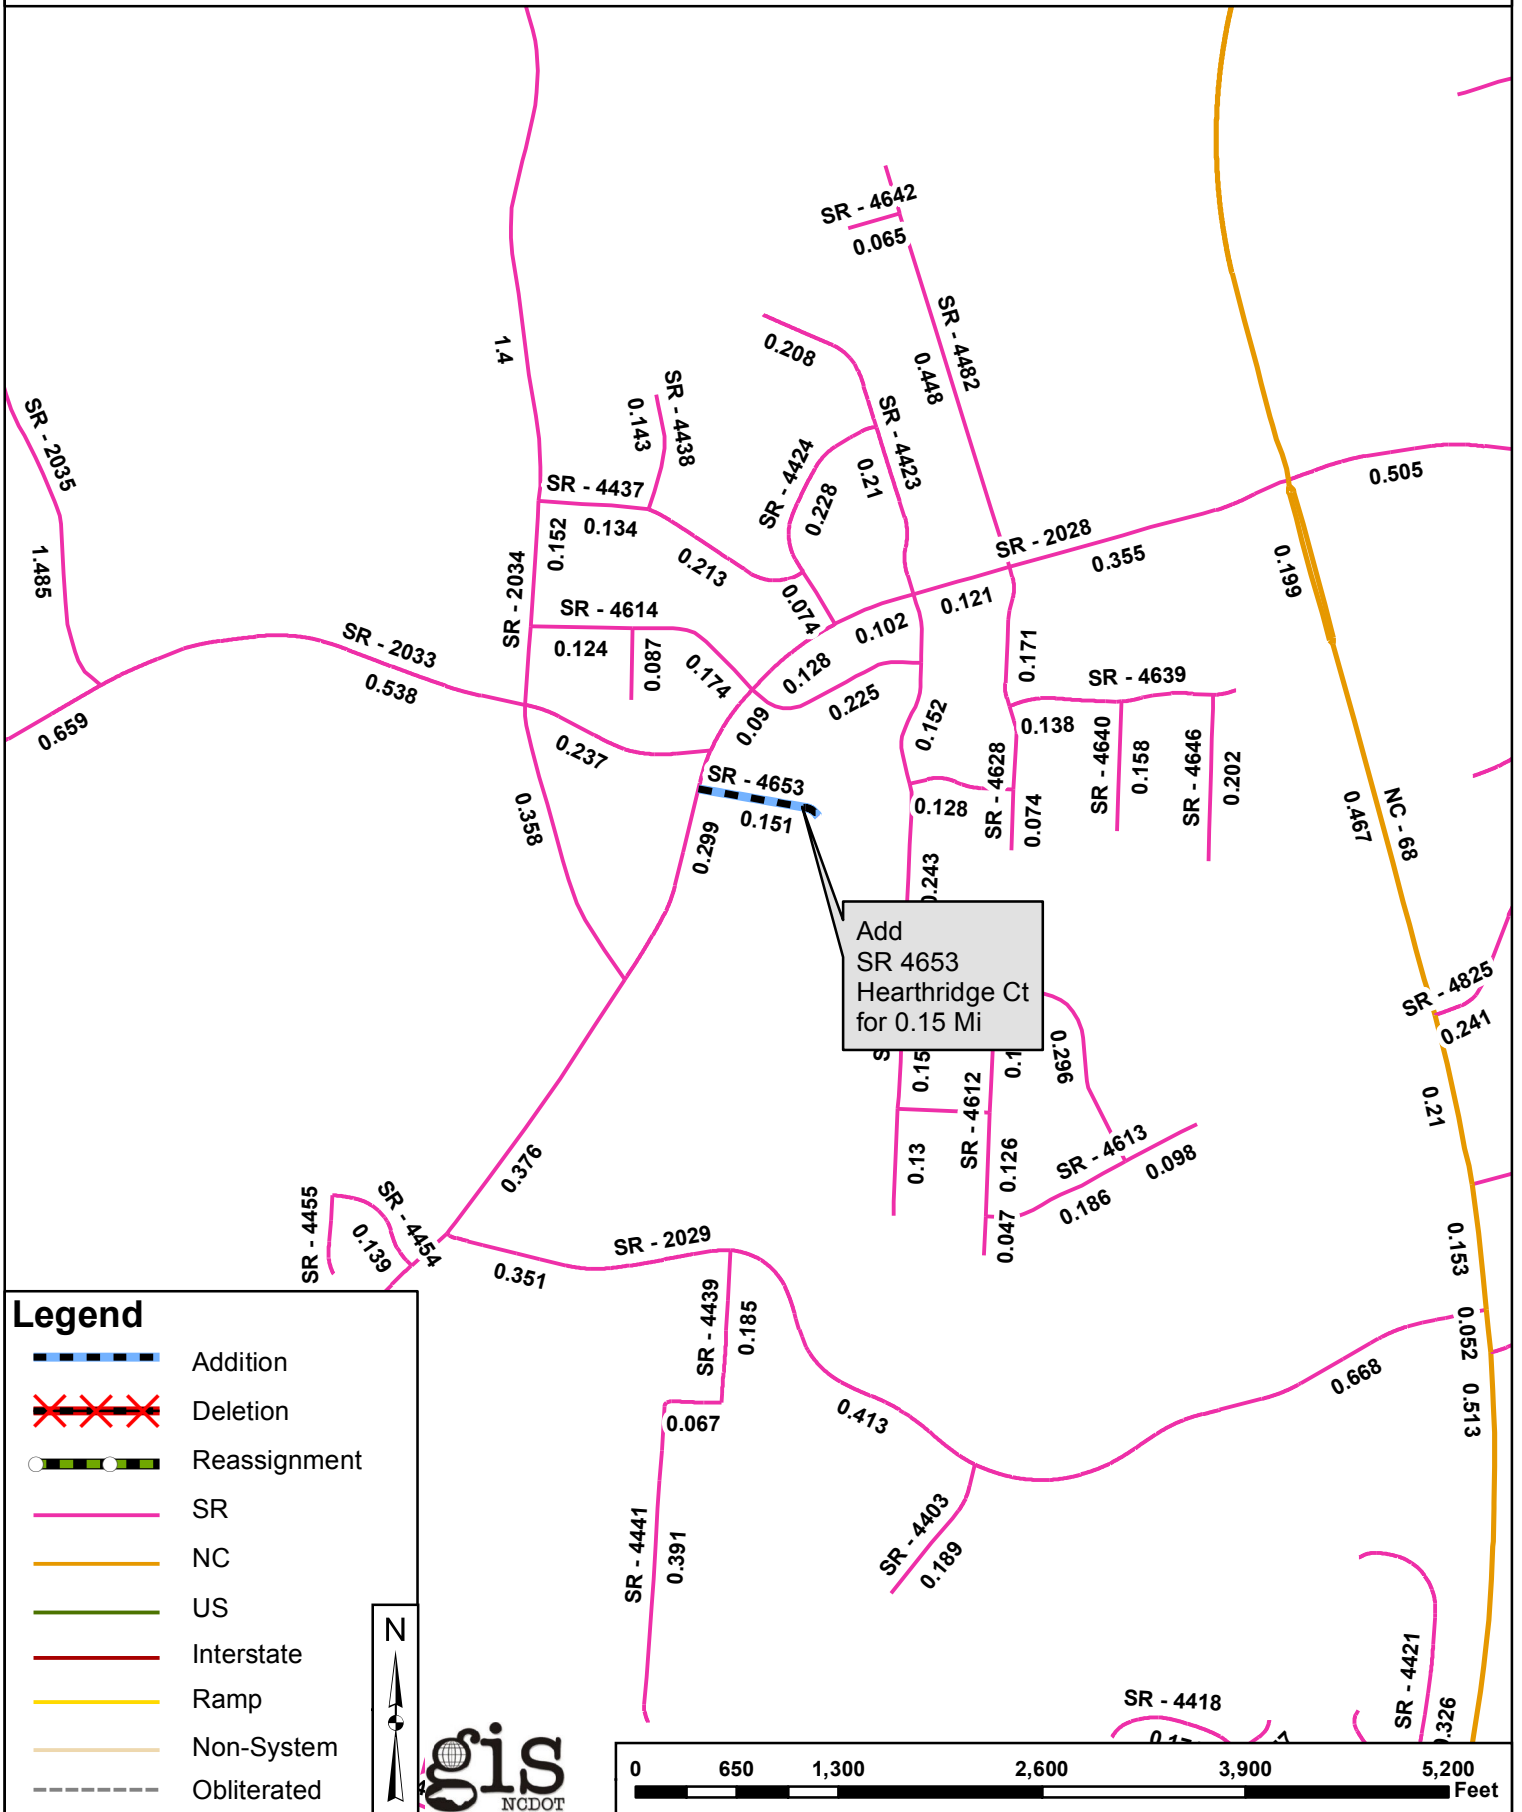 SR - 4642
0.065
SR - 4482
0.448
1.4
0.208
SR - 4438
0.143
SR - 4423
0.21
SR - 2035
1.485
SR - 4424
0.228
0.505
SR - 4437
0.134
0.152
0.213
SR - 2028
0.355
0.199
SR - 2034
0.074
0.121
0.102
SR - 4614
0.124
0.087
0.174
0.128
0.225
0.171
SR - 2033
0.538
0.659
SR - 4639
0.138
0.152
0.09
0.237
SR - 4640
0.158
SR - 4646
0.202
SR - 4628
0.074
0.128
SR - 4653
0.151
0.358
0.299
0.467
NC - 68
0.243
Add
SR 4653
Hearthridge Ct
for 0.15 Mi
SR - 4825
0.241
0.296
0.21
SR - 4612
0.126
0.13
SR - 4613
0.098
0.186
0.047
0.376
SR - 4455
SR - 4454
0.139
SR - 2029
0.351
0.153
0.052
0.513
SR - 4439
0.185
0.067
0.413
0.668
SR - 4441
0.391
SR - 4403
0.189
SR - 4421
SR - 4418
Legend
Addition
Deletion
Reassignment
SR
NC
US
Interstate
Ramp
Non-System
Obliterated
N
gis
NCDOT
0 650 1,300 2,600 3,900 5,200
Feet